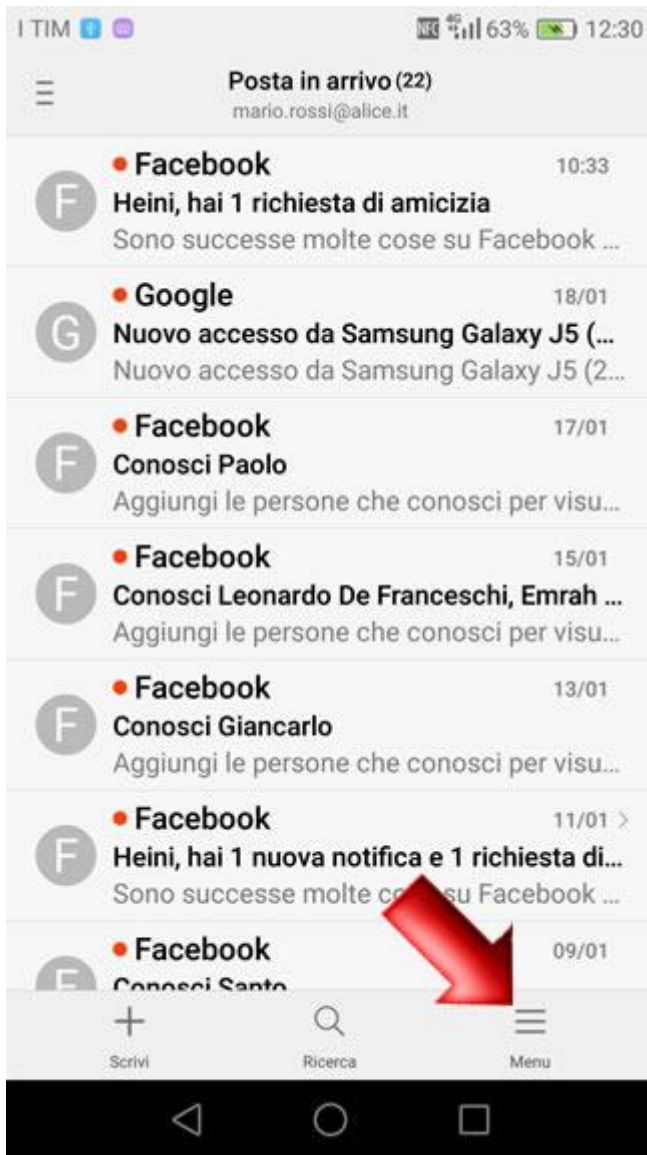 I TIM NFC 4G 63% 12:30
Posta in arrivo (22)
mario.rossi@alice.it
F Facebook 10:33
Heini, hai 1 richiesta di amicizia
Sono successe molte cose su Facebook ...
G Google 18/01
Nuovo accesso da Samsung Galaxy J5 (...
Nuovo accesso da Samsung Galaxy J5 (2...
F Facebook 17/01
Conosci Paolo
Aggiungi le persone che conosci per visu...
F Facebook 15/01
Conosci Leonardo De Franceschi, Emrah ...
Aggiungi le persone che conosci per visu...
F Facebook 13/01
Conosci Giancarlo
Aggiungi le persone che conosci per visu...
F Facebook 11/01
Heini, hai 1 nuova notifica e 1 richiesta di...
Sono successe molte su Facebook ...
F Facebook 09/01
Conosci Santo
Scrivi Ricerca Menu